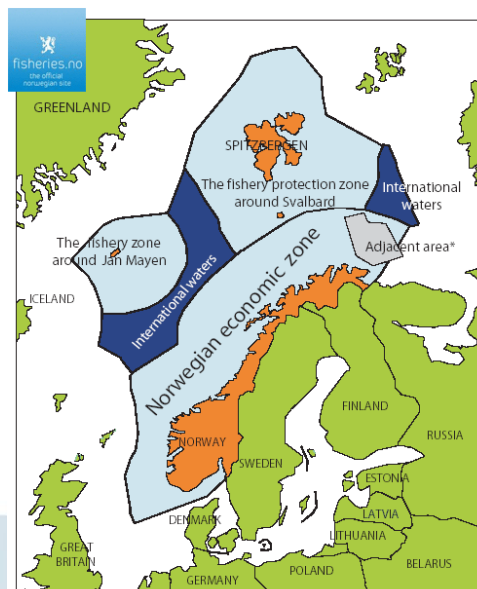 fisheries.no
the official
norwegian site
GREENLAND
SPITZBERGEN
The fishery protection zone
around Svalbard
International
waters
Adjacent area*
The fishery zone
around Jan Mayen
International waters
Norwegian economic zone
ICELAND
NORWAY
SWEDEN
FINLAND
RUSSIA
ESTONIA
LATVIA
LITHUANIA
DENMARK
GREAT
BRITAIN
GERMANY
POLAND
BELARUS